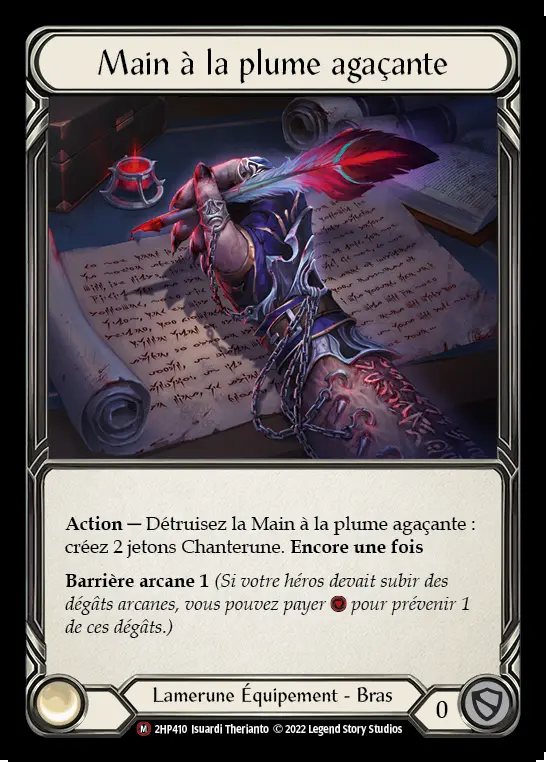 Main à la plume agaçante
Action — Détruisez la Main à la plume agaçante :
créez 2 jetons Chanterune. Encore une fois
Barrière arcane 1 (Si votre héros devait subir des
dégâts arcanes, vous pouvez payer pour prévenir 1
de ces dégâts.)
Lamerune Équipement - Bras
0
M 2HP410 Isuardi Therianto © 2022 Legend Story Studios